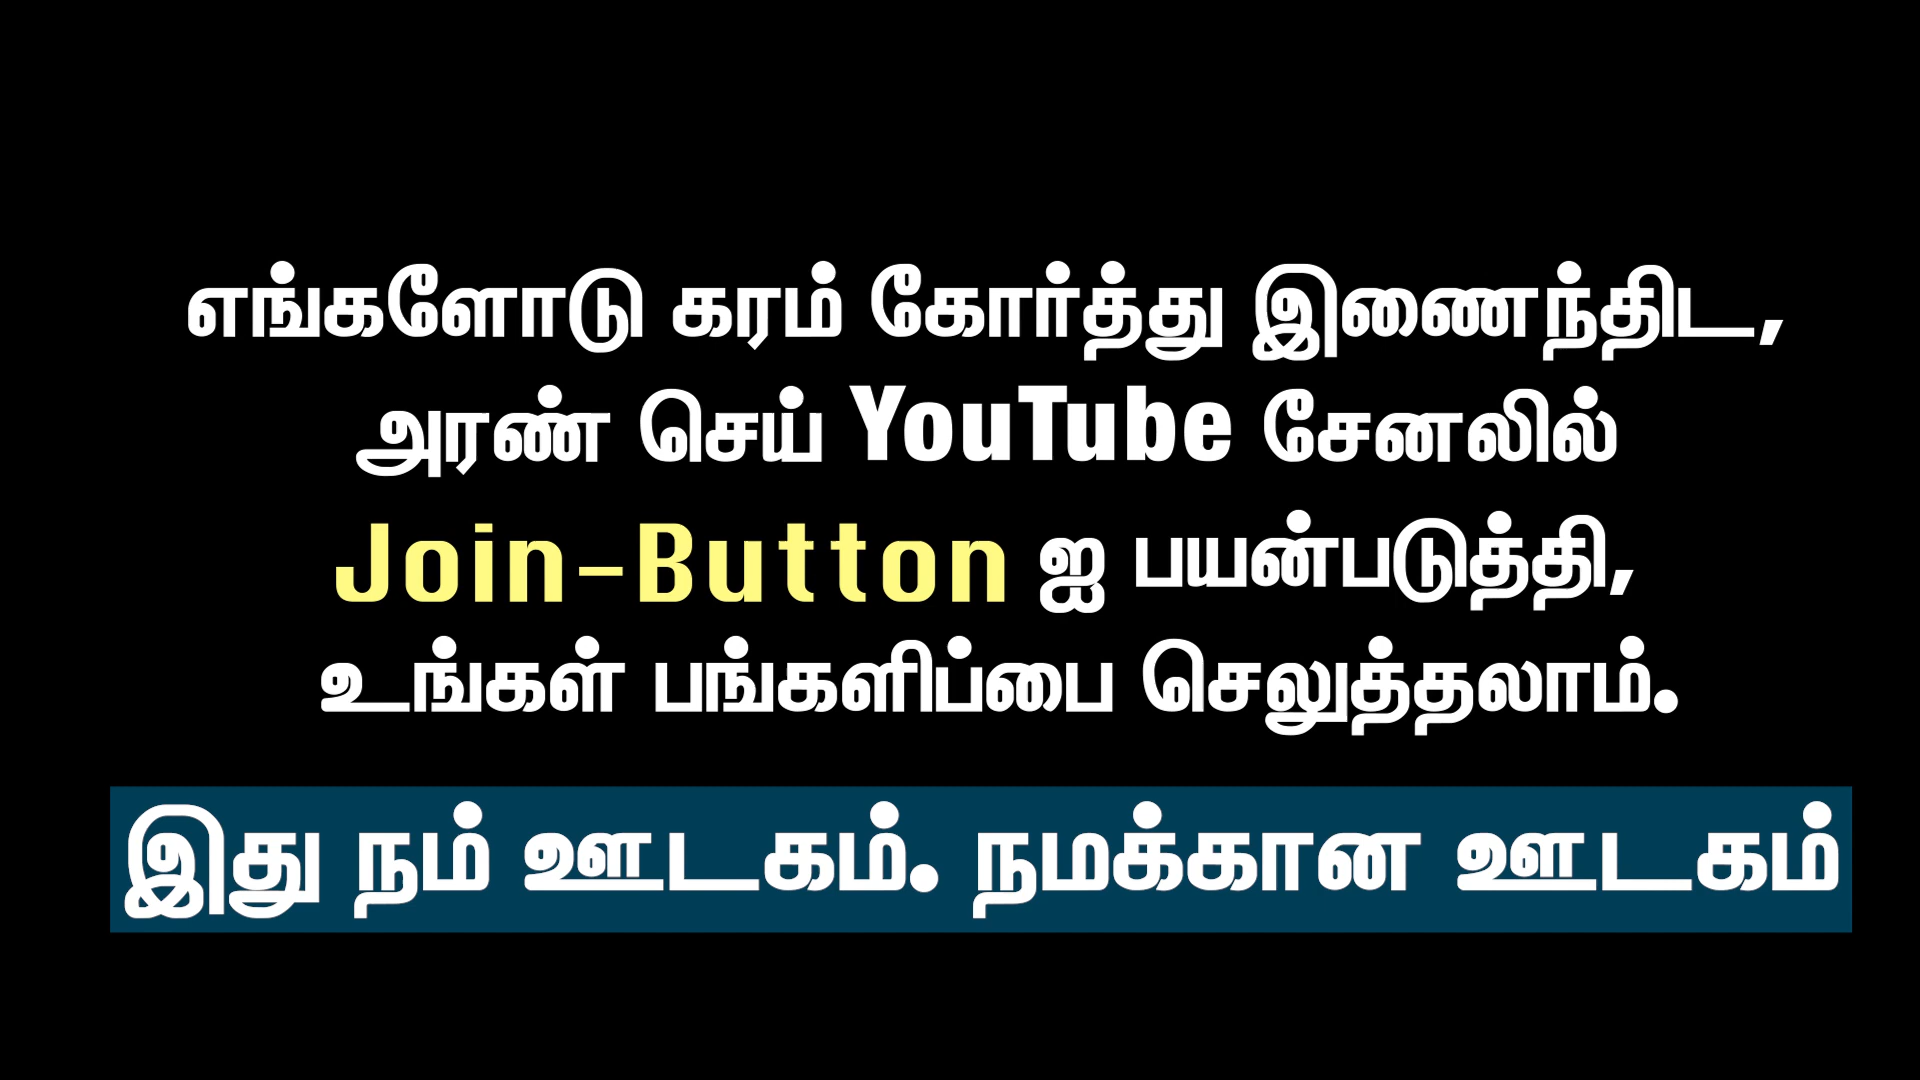 எங்களோடு கரம் கோர்த்து இணைந்திட,
அரண் செய் YouTube சேனலில்
Join-Button ஐ பயன்படுத்தி,
உங்கள் பங்களிப்பை செலுத்தலாம்.
இது நம் ஊடகம். நமக்கான ஊடகம்